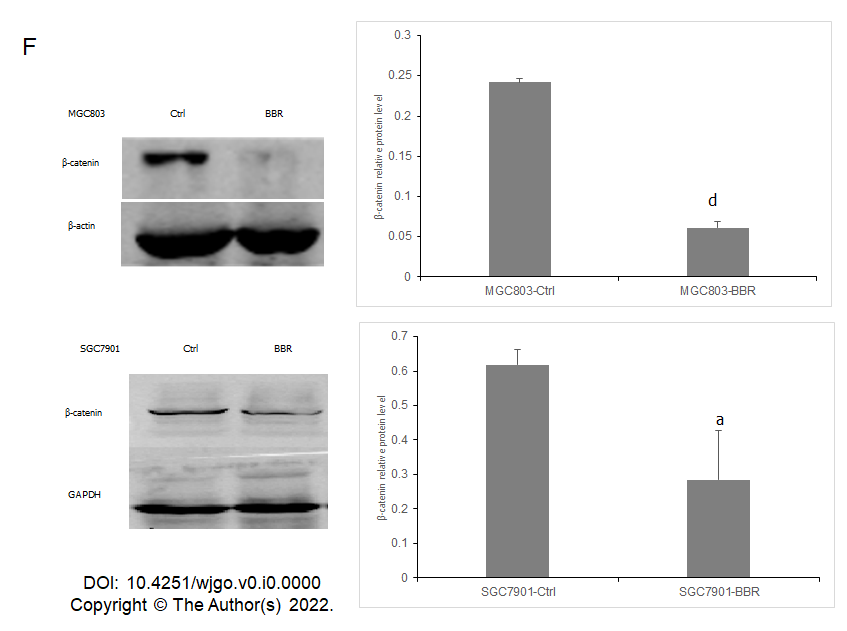 F
MGC803 Ctrl BBR
β-catenin
β-actin
0.3
0.25
0.2
0.15
0.1
0.05
0
β-catenin relative protein level
d
MGC803-Ctrl MGC803-BBR
SGC7901 Ctrl BBR
β-catenin
GAPDH
0.7
0.6
0.5
0.4
0.3
0.2
0.1
0
β-catenin relative protein level
a
SGC7901-Ctrl SGC7901-BBR
DOI: 10.4251/wjgo.v0.i0.0000
Copyright © The Author(s) 2022.